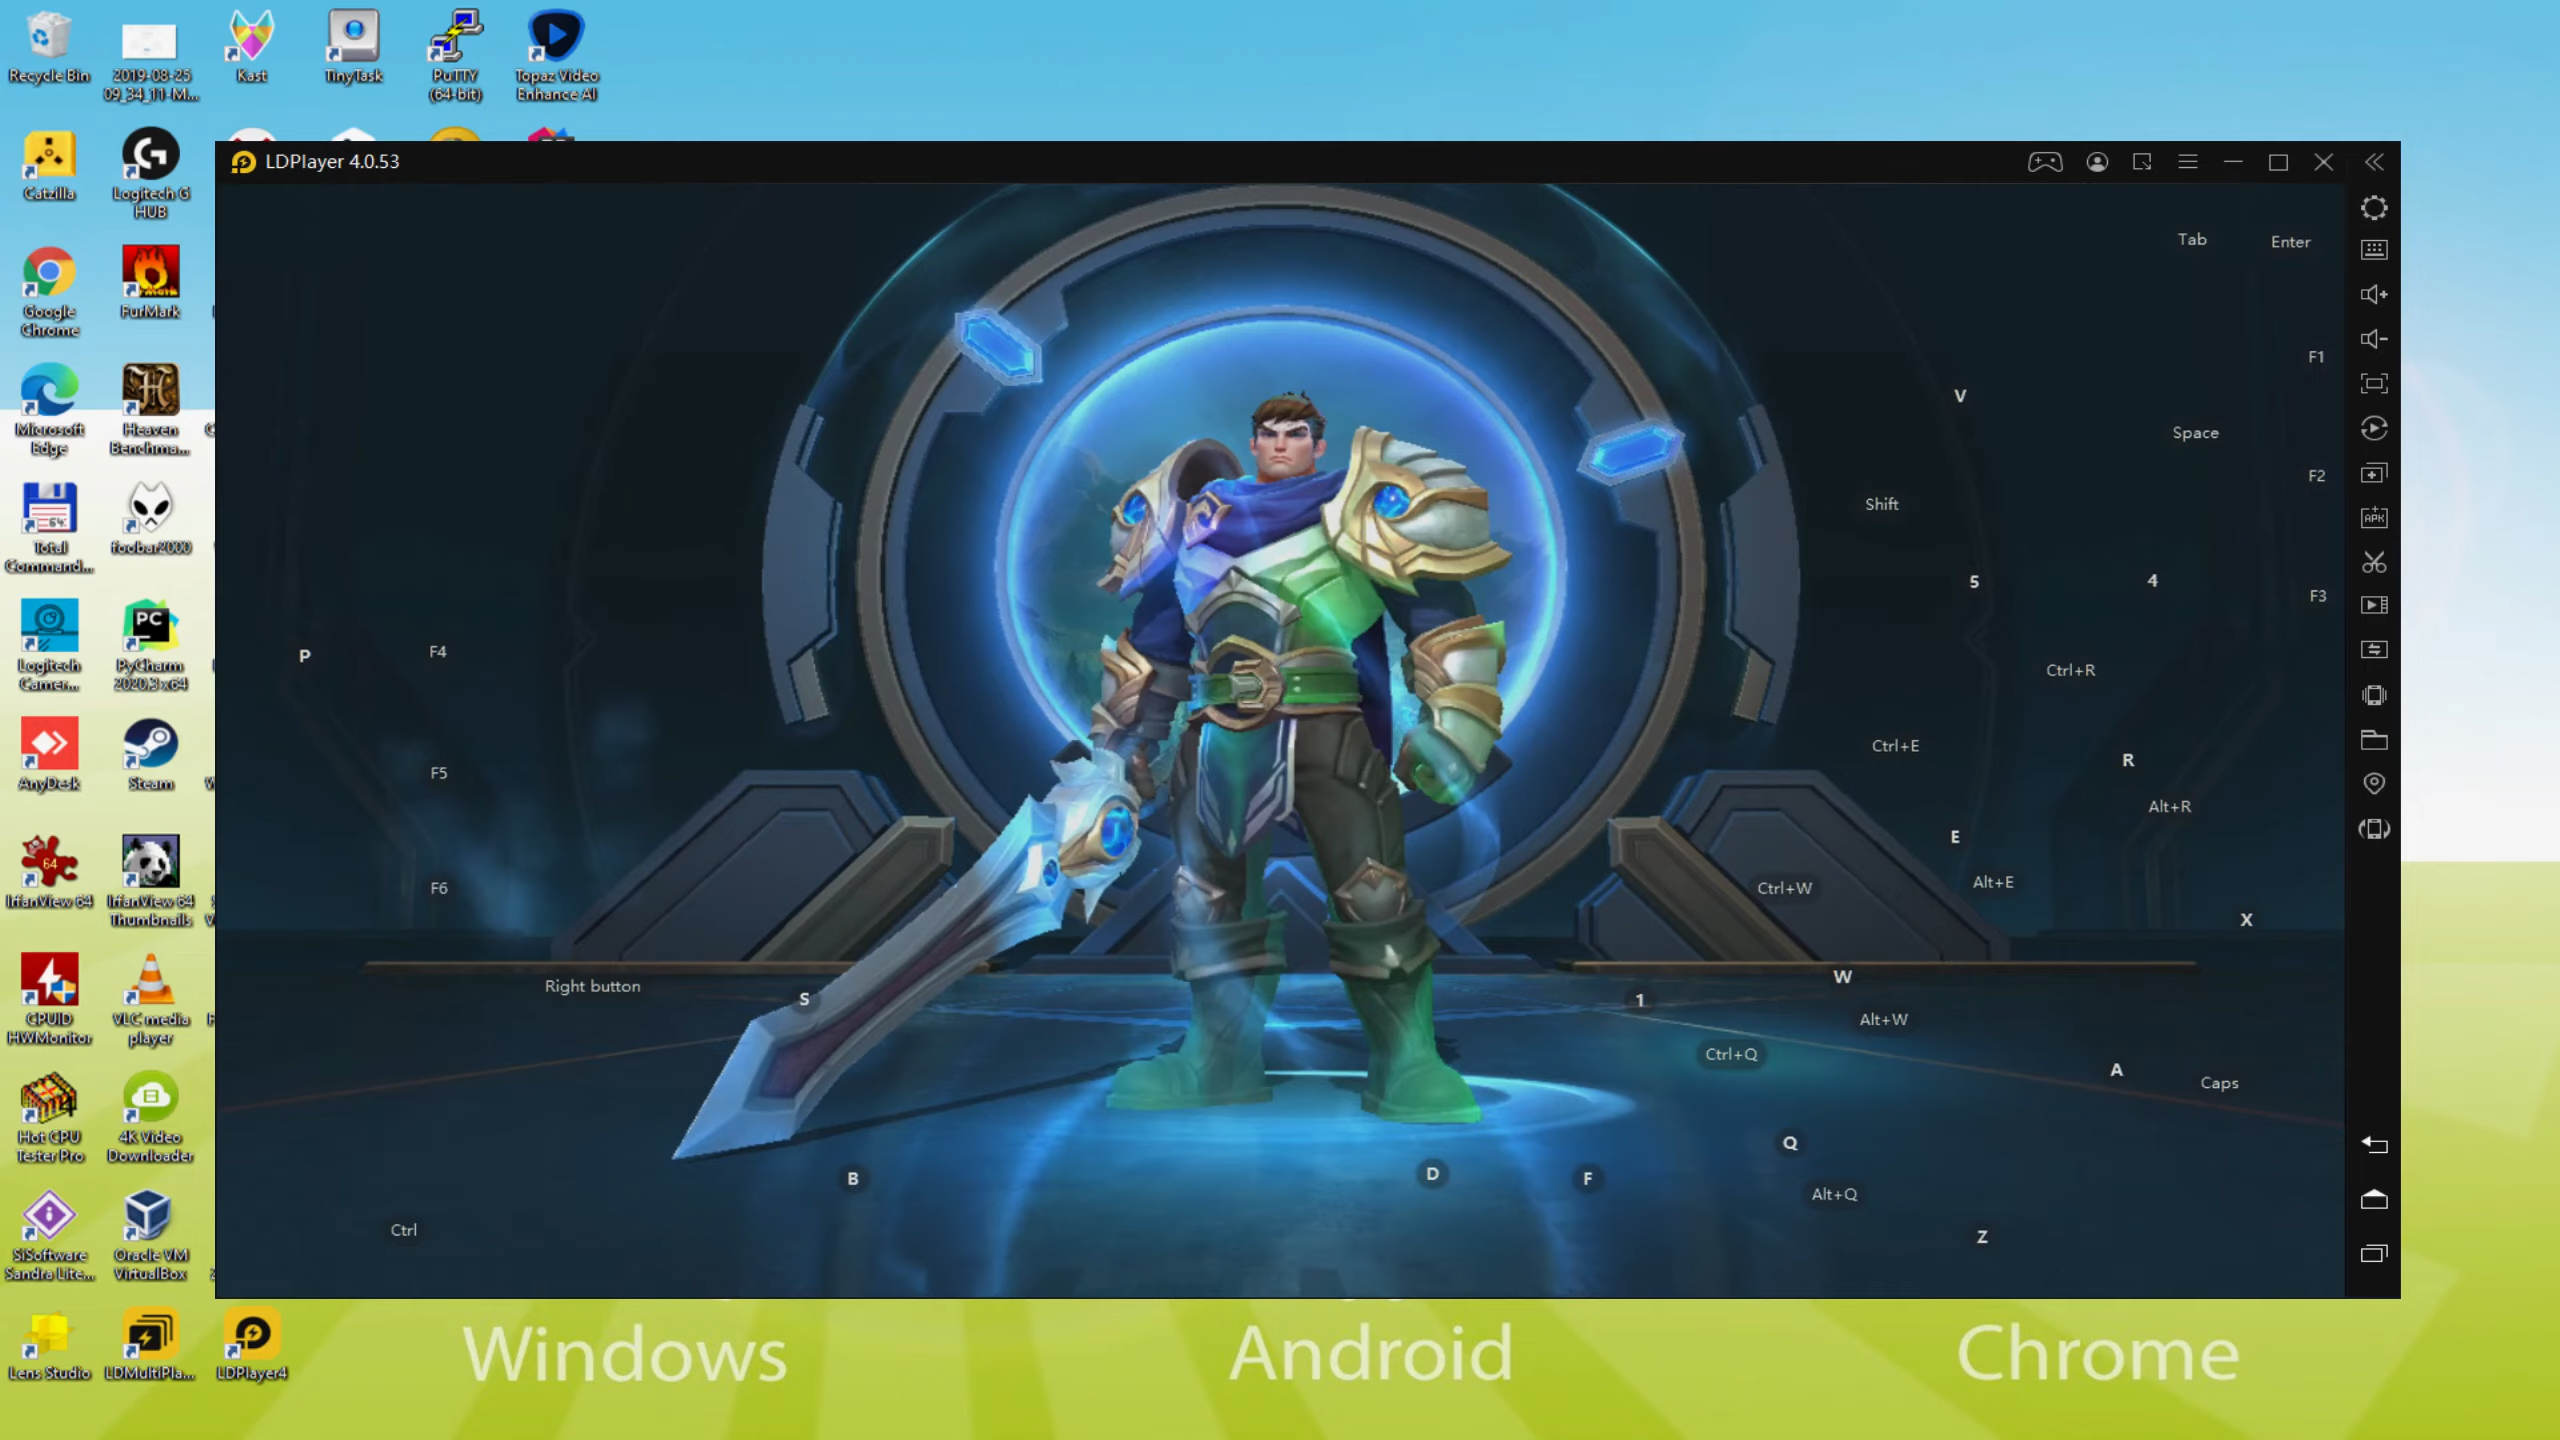 Recycle Bin
2019-08-25
09_34_11-M...
Kast
TinyTask
PuTTY
(64-bit)
Topaz Video
Enhance AI
Catzilla
Logitech G
HUB
Google
Chrome
FurMark
Microsoft
Edge
Heaven
Benchma...
Total
Command...
foobar2000
Logitech
Gamer...
PC
PyCharm
2020.3 x64
AnyDesk
Steam
64
IrfanView 64
IrfanView 64
Thumbnails
CPUID
HWMonitor
VLC media
player
Hot CPU
Tester Pro
4K Video
Downloader
SiSoftware
Sandra Lite...
Oracle VM
VirtualBox
Lens Studio
LDMultiPla...
LDPlayer4
LDPlayer 4.0.53
Tab
Enter
F1
V
Space
F2
Shift
APK
5
4
F3
P
F4
Ctrl+R
Ctrl+E
R
F5
Alt+R
E
F6
Ctrl+W
Alt+E
X
Right button
S
1
W
Alt+W
Ctrl+Q
A
Caps
Q
B
D
F
Alt+Q
Ctrl
Z
Windows
Android
Chrome